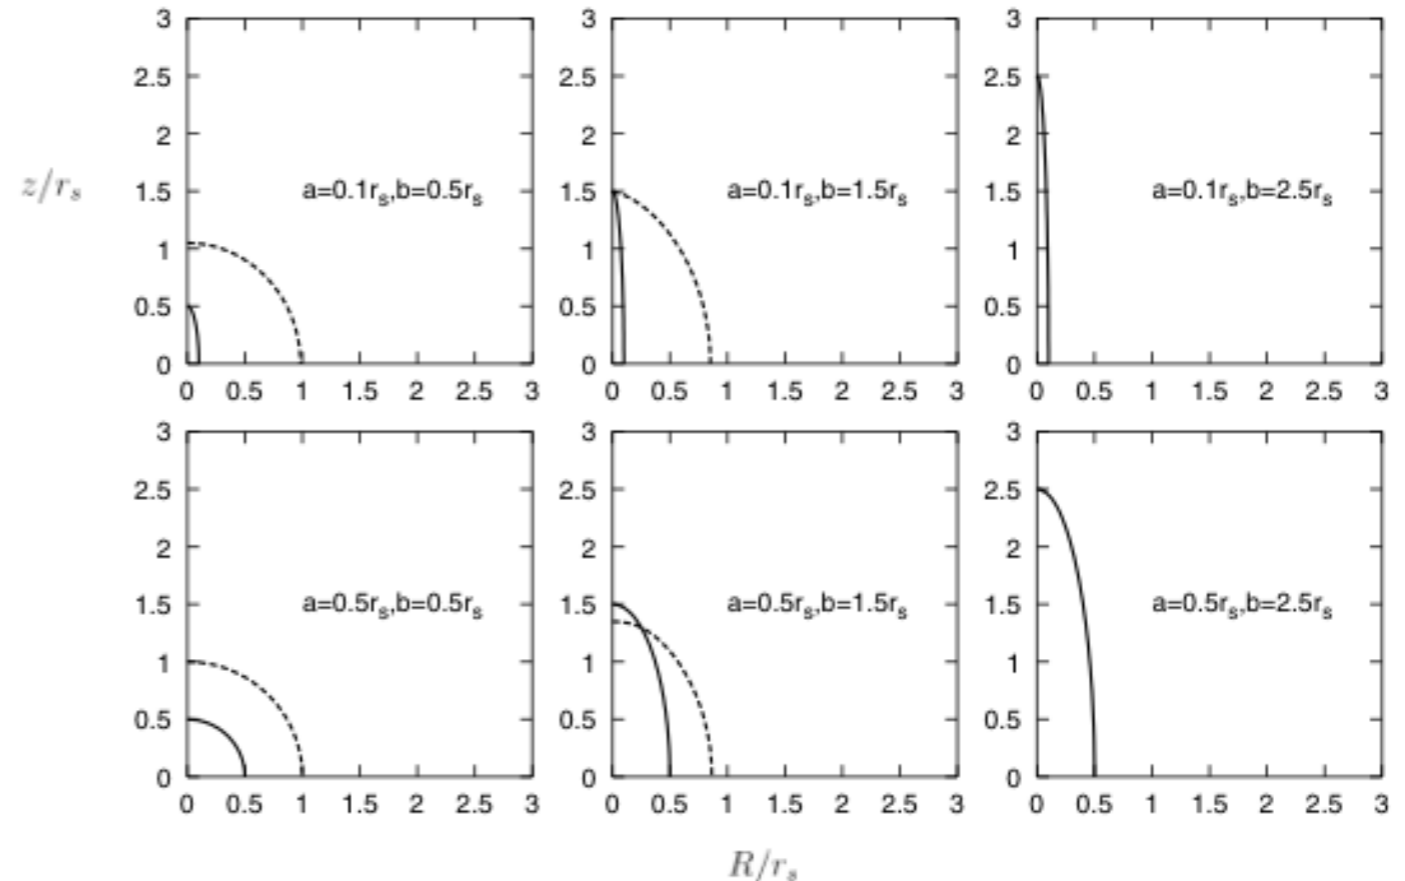 3 3 3
2.5 2.5 2.5
2 2 2
z/r_s
1.5 a=0.1r_s,b=0.5r_s 1.5 a=0.1r_s,b=1.5r_s 1.5 a=0.1r_s,b=2.5r_s
1 1 1
0.5 0.5 0.5
0 0 0
0 0.5 1 1.5 2 2.5 3 0 0.5 1 1.5 2 2.5 3 0 0.5 1 1.5 2 2.5 3
3 3 3
2.5 2.5 2.5
2 2 2
1.5 a=0.5r_s,b=0.5r_s 1.5 a=0.5r_s,b=1.5r_s 1.5 a=0.5r_s,b=2.5r_s
1 1 1
0.5 0.5 0.5
0 0 0
0 0.5 1 1.5 2 2.5 3 0 0.5 1 1.5 2 2.5 3 0 0.5 1 1.5 2 2.5 3
R/r_s